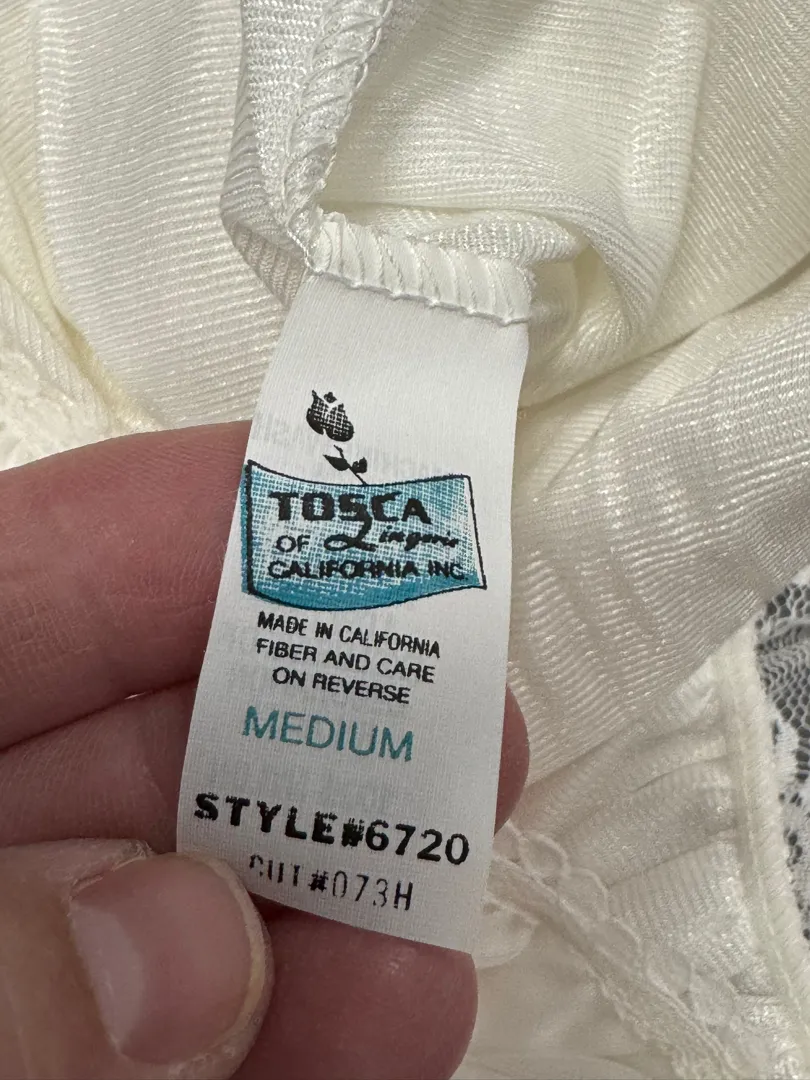 TOSCA
OF Lingerie
CALIFORNIA INC.
MADE IN CALIFORNIA
FIBER AND CARE
ON REVERSE
MEDIUM
STYLE#6720
CUT#073H